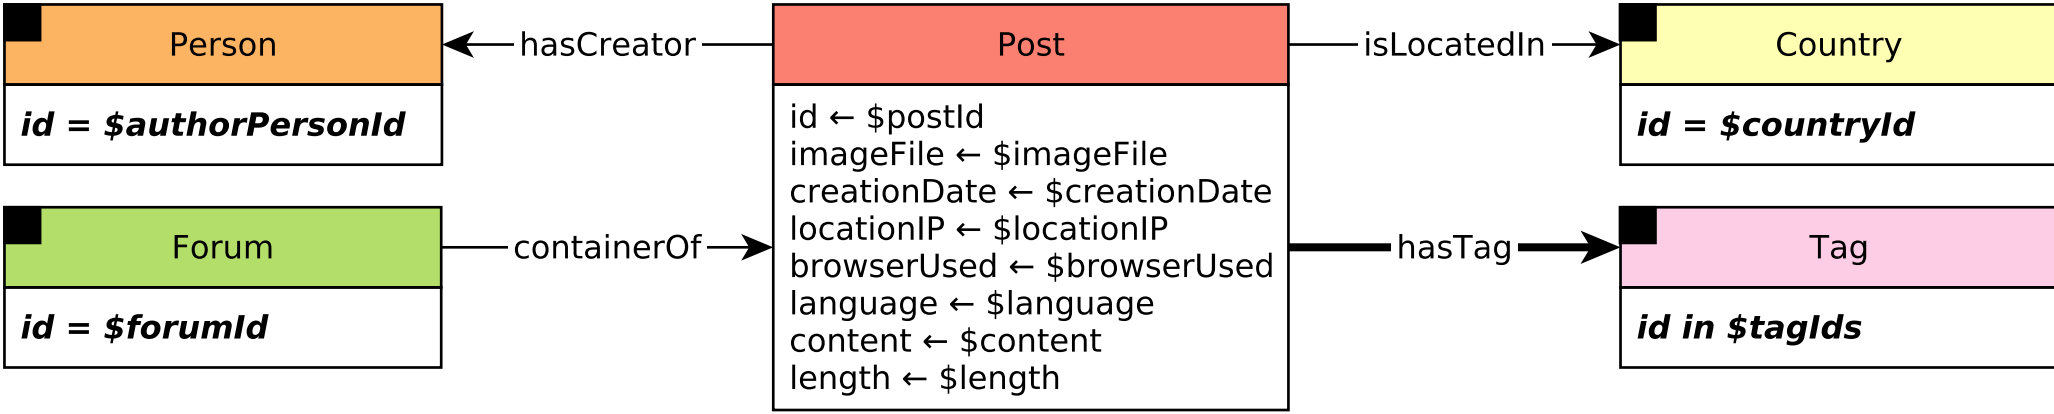 Person
hasCreator
Post
isLocatedIn
Country
id = $authorPersonId
id ← $postId
imageFile ← $imageFile
creationDate ← $creationDate
locationIP ← $locationIP
browserUsed ← $browserUsed
language ← $language
content ← $content
length ← $length
id = $countryId
Forum
containerOf
hasTag
Tag
id = $forumId
id in $tagIds